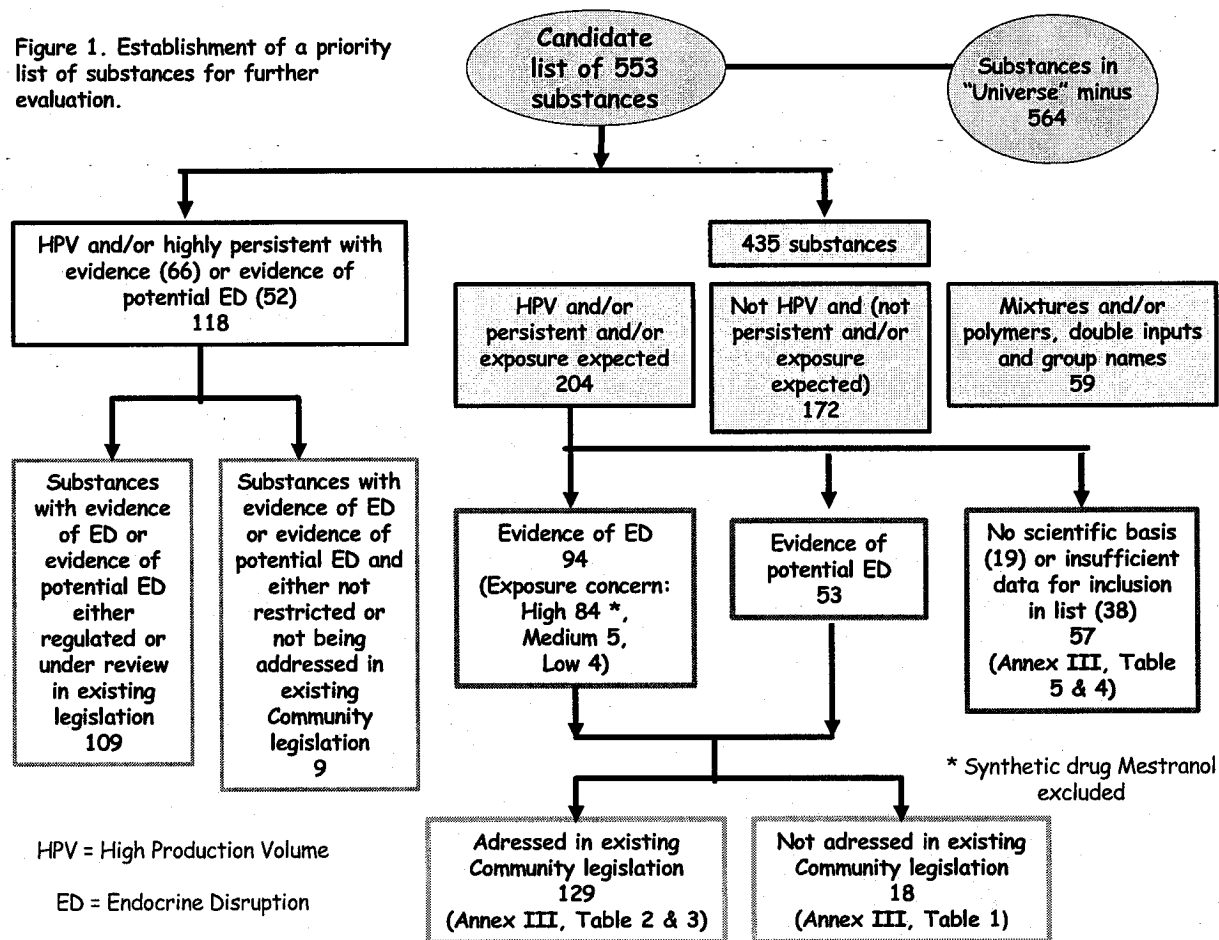 Figure 1. Establishment of a priority
list of substances for further
evaluation.
Candidate
list of 553
substances
Substances in
"Universe" minus
564
HPV and/or highly persistent with
evidence (66) or evidence of
potential ED (52)
118
435 substances
HPV and/or
persistent and/or
exposure expected
204
Not HPV and (not
persistent and/or
exposure
expected)
172
Mixtures and/or
polymers, double inputs
and group names
59
Substances
with evidence
of ED or
evidence of
potential ED
either
regulated or
under review
in existing
legislation
109
Substances with
evidence of ED
or evidence of
potential ED and
either not
restricted or
not being
addressed in
existing
Community
legislation
9
Evidence of ED
94
(Exposure concern:
High 84 *,
Medium 5,
Low 4)
Evidence of
potential ED
53
No scientific basis
(19) or insufficient
data for inclusion
in list (38)
57
(Annex III, Table
5 & 4)
* Synthetic drug Mestranol
excluded
Adressed in existing
Community legislation
129
(Annex III, Table 2 & 3)
Not adressed in existing
Community legislation
18
(Annex III, Table 1)
HPV = High Production Volume
ED = Endocrine Disruption